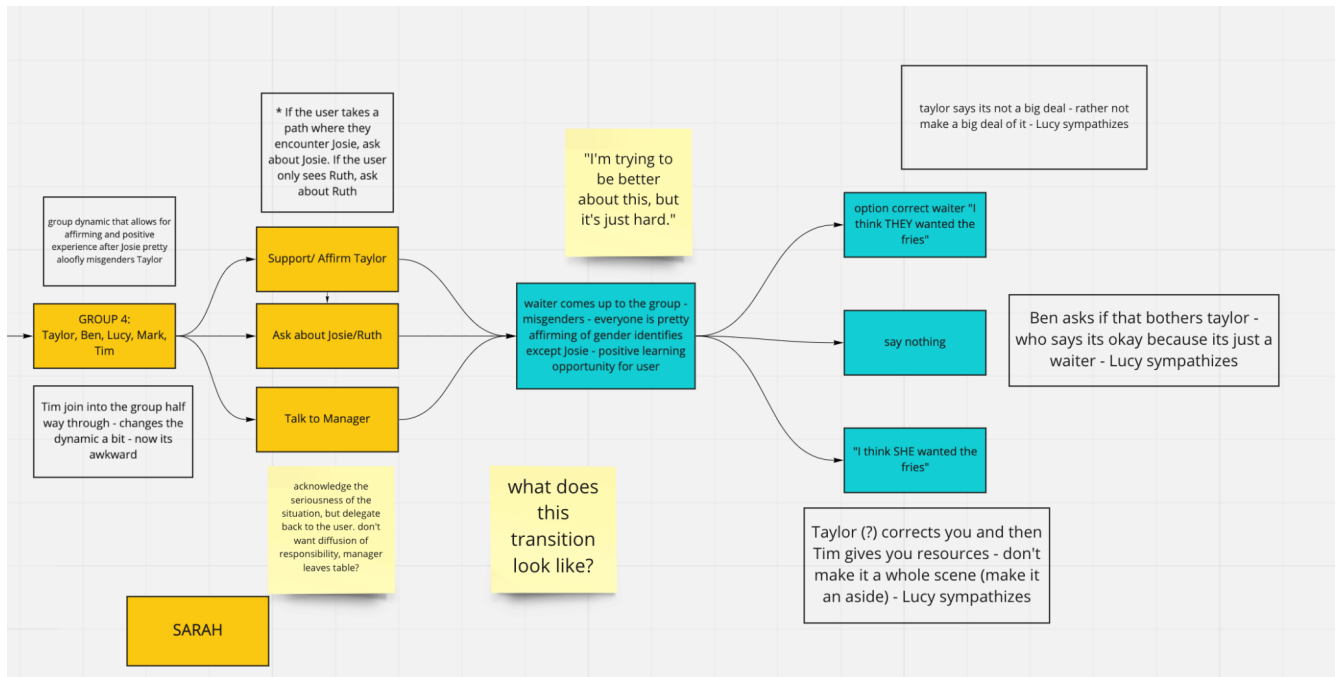 * If the user takes a
path where they
encounter Josie, ask
about Josie. If the user
only sees Ruth, ask
about Ruth
group dynamic that allows for
affirming and positive
experience after Josie pretty
aloofly misgenders Taylor
GROUP 4:
Taylor, Ben, Lucy, Mark,
Tim
Tim join into the group half
way through - changes the
dynamic a bit - now its
awkward
Support/ Affirm Taylor
Ask about Josie/Ruth
Talk to Manager
acknowledge the
seriousness of the
situation, but delegate
back to the user. don't
want diffusion of
responsibility, manager
leaves table?
SARAH
"I'm trying to
be better
about this, but
it's just hard."
waiter comes up to the group -
misgenders - everyone is pretty
affirming of gender identifies
except Josie - positive learning
opportunity for user
what does
this
transition
look like?
taylor says its not a big deal - rather not
make a big deal of it - Lucy sympathizes
option correct waiter "I
think THEY wanted the
fries"
say nothing
Ben asks if that bothers taylor -
who says its okay because its just a
waiter - Lucy sympathizes
"I think SHE wanted the
fries"
Taylor (?) corrects you and then
Tim gives you resources - don't
make it a whole scene (make it
an aside) - Lucy sympathizes